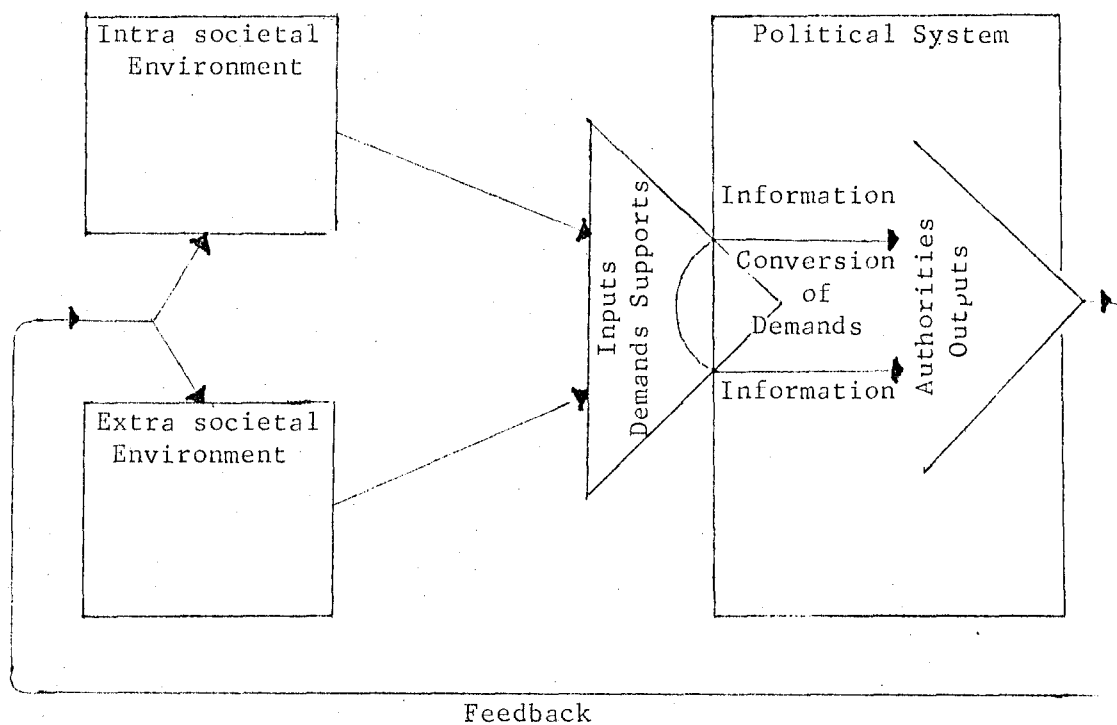 Intra societal
Environment
Political System
Inputs
Demands Supports
Information
Conversion
of
Demands
Information
Authorities
Outputs
Extra societal
Environment
Feedback